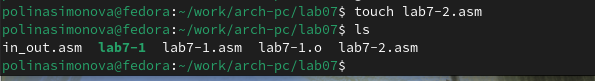 polinasimonova@fedora:~/work/arch-pc/lab07$ touch lab7-2.asm
polinasimonova@fedora:~/work/arch-pc/lab07$ ls
in_out.asm  lab7-1  lab7-1.asm  lab7-1.o  lab7-2.asm
polinasimonova@fedora:~/work/arch-pc/lab07$